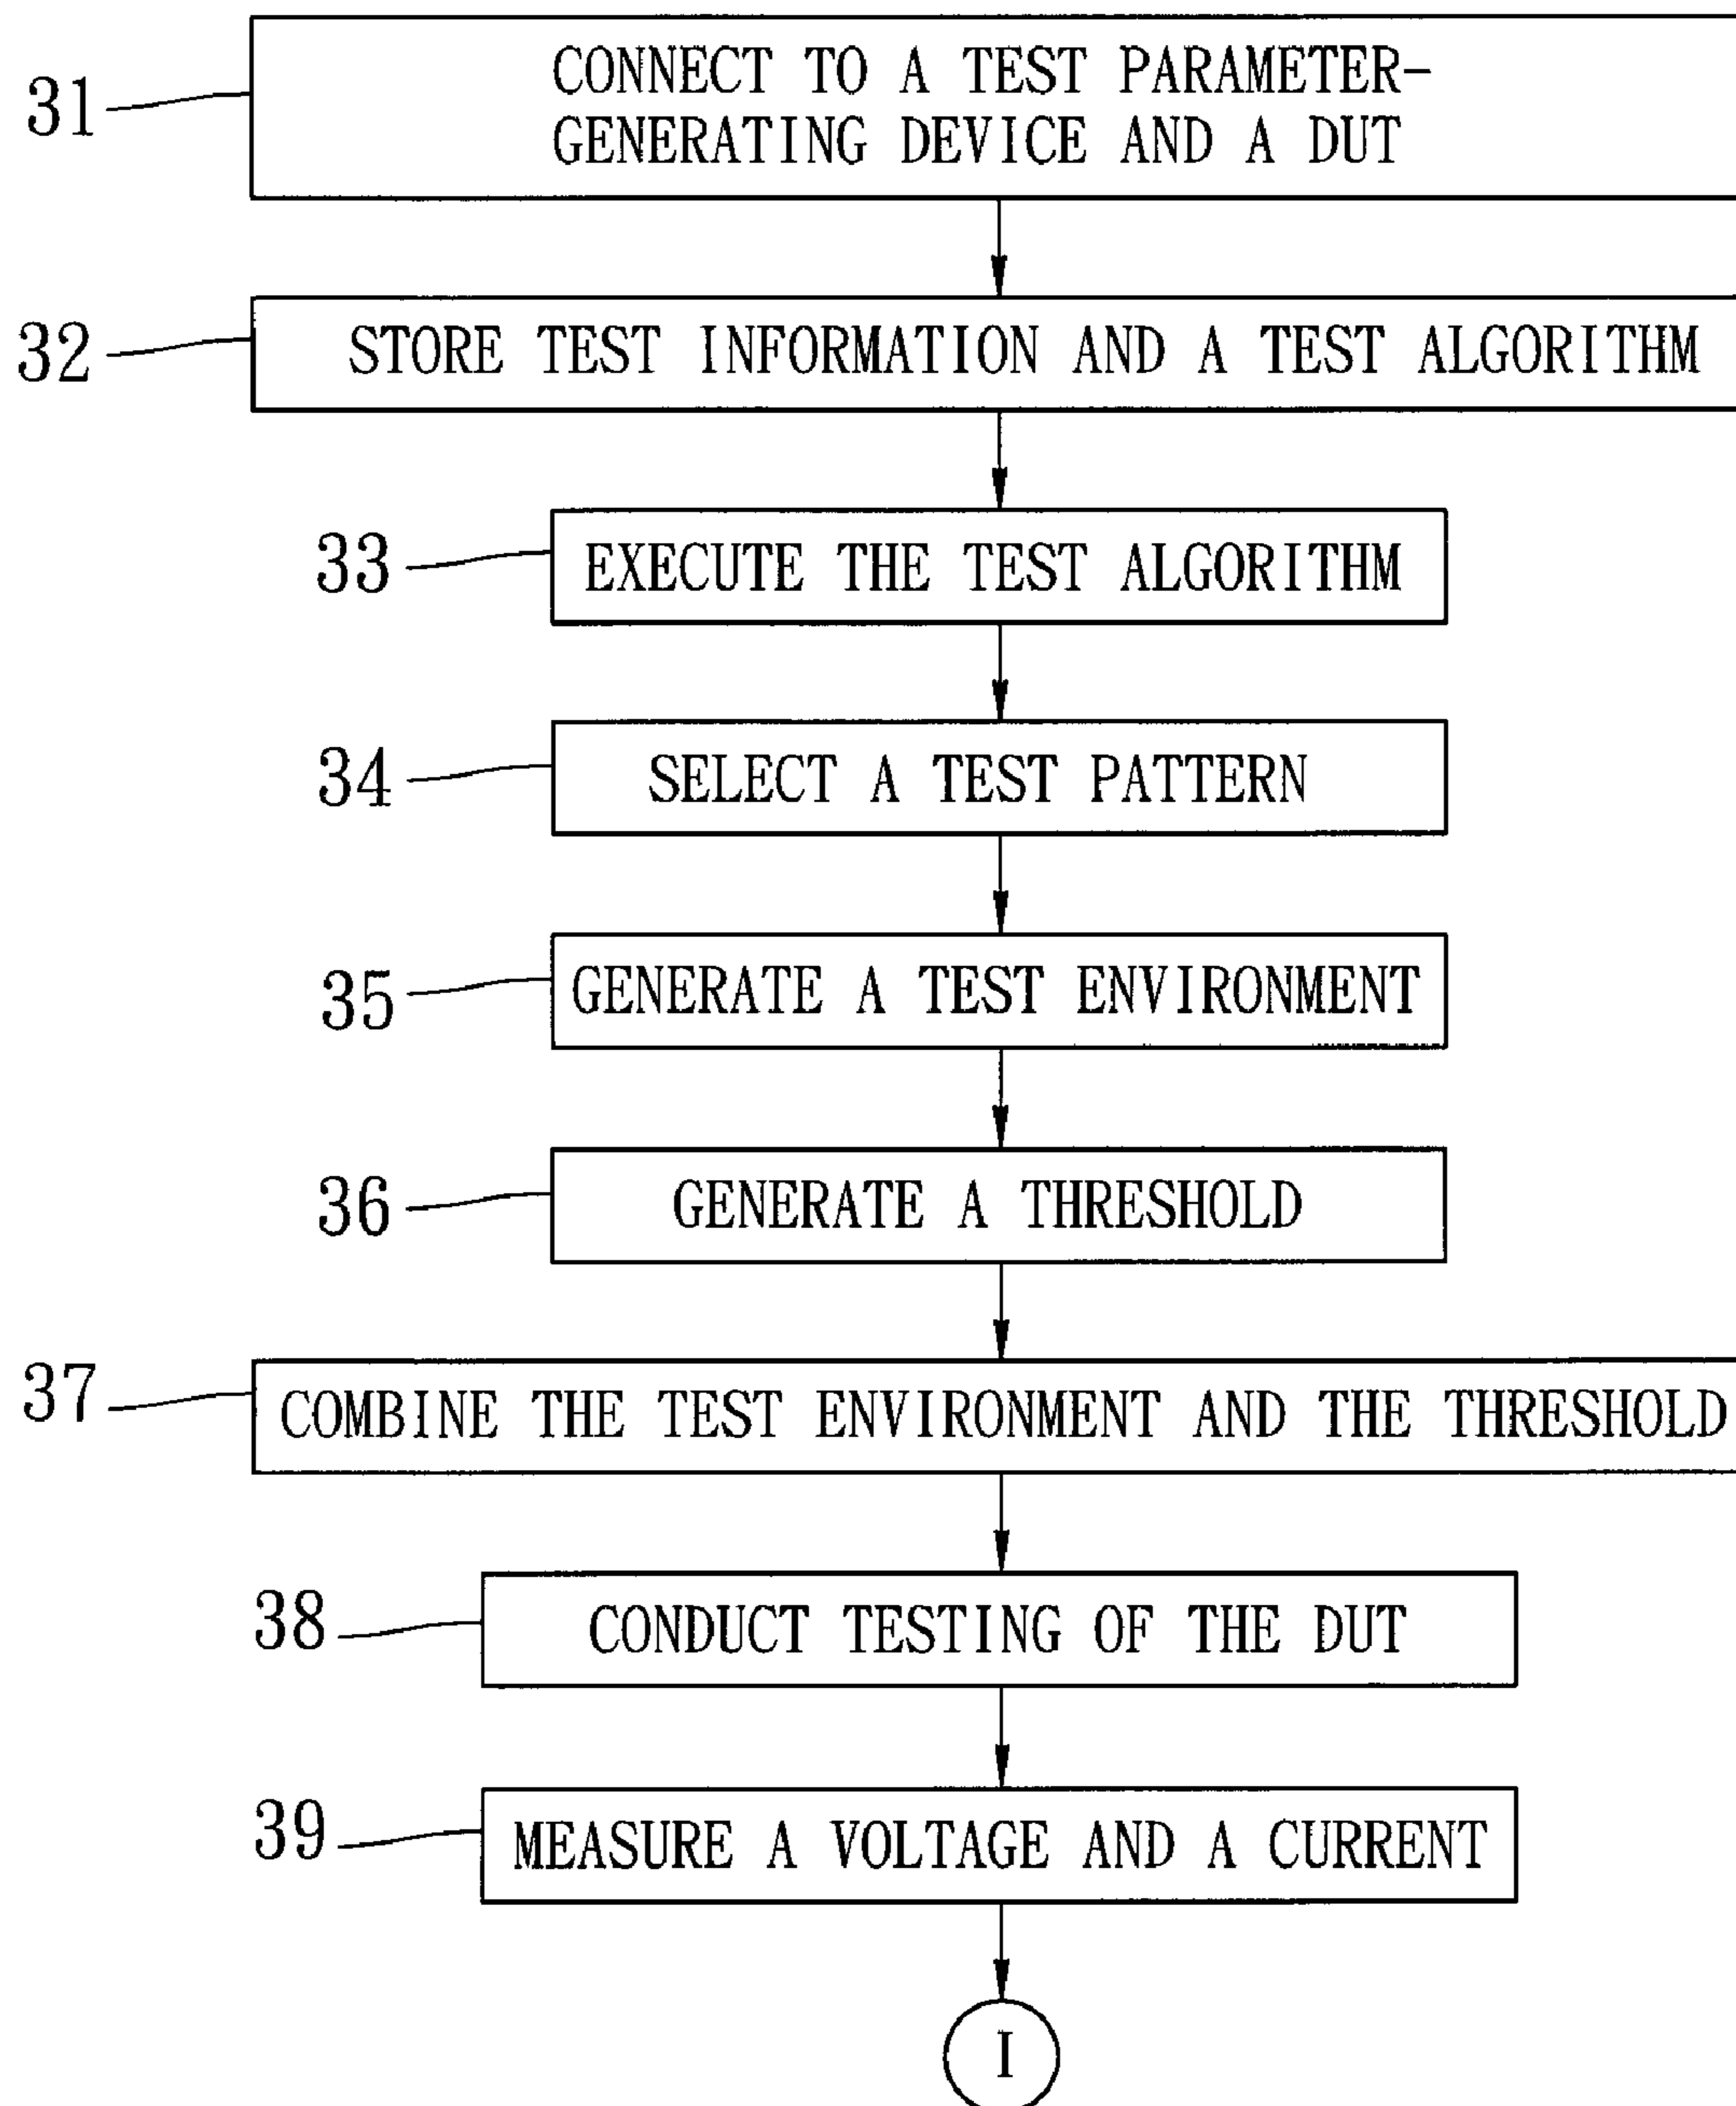 31
CONNECT TO A TEST PARAMETER-
GENERATING DEVICE AND A DUT
32
STORE TEST INFORMATION AND A TEST ALGORITHM
33
EXECUTE THE TEST ALGORITHM
34
SELECT A TEST PATTERN
35
GENERATE A TEST ENVIRONMENT
36
GENERATE A THRESHOLD
37
COMBINE THE TEST ENVIRONMENT AND THE THRESHOLD
38
CONDUCT TESTING OF THE DUT
39
MEASURE A VOLTAGE AND A CURRENT
I